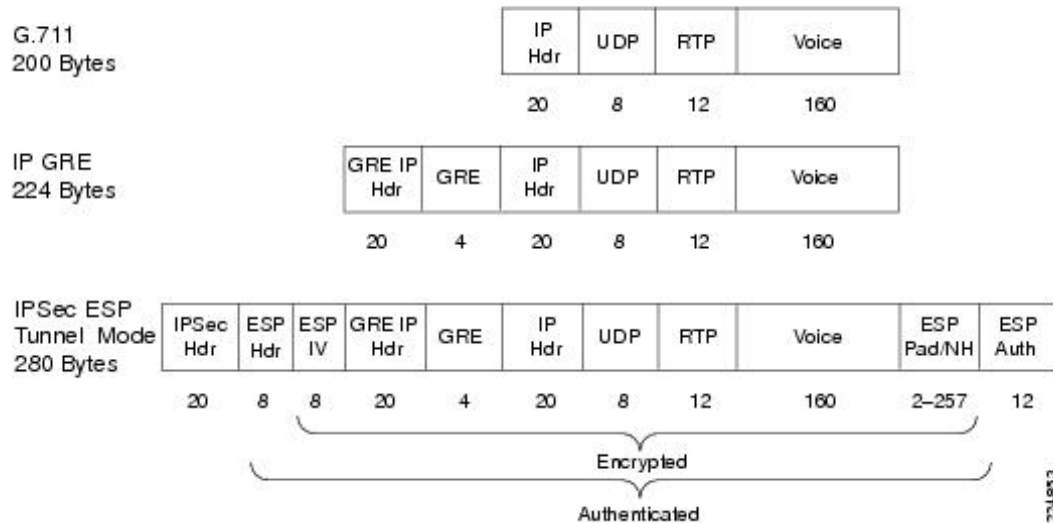 G.711
200 Bytes
IP Hdr UDP RTP Voice
20 8 12 160
IP GRE
224 Bytes
GRE IP Hdr GRE IP Hdr UDP RTP Voice
20 4 20 8 12 160
IPSec ESP
Tunnel Mode
280 Bytes
IPSec Hdr ESP Hdr ESP IV GRE IP Hdr GRE IP Hdr UDP RTP Voice ESP Pad/NH ESP Auth
20 8 8 20 4 20 8 12 160 2–257 12
Encrypted
Authenticated